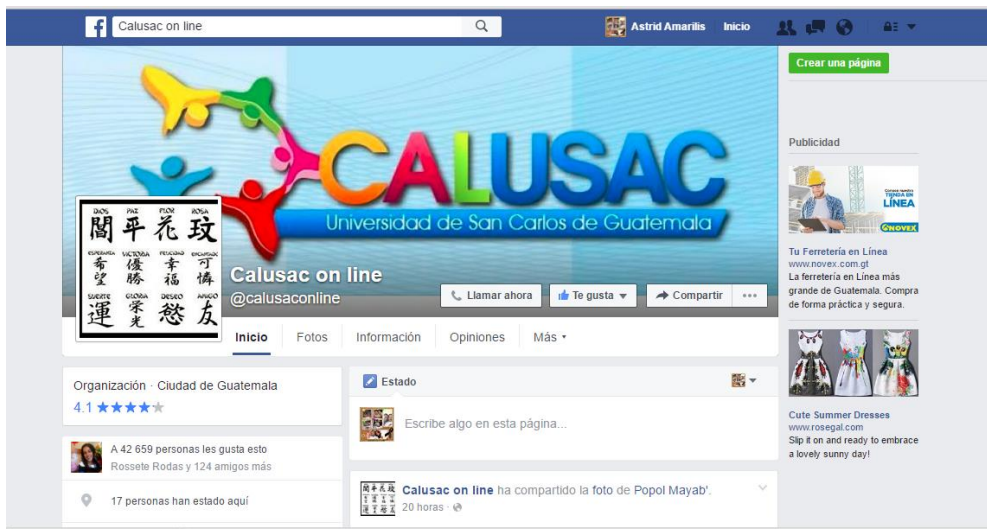 Calusac on line
Astrid Amarilis Inicio
CALUSAC
Universidad de San Carlos de Guatemala
DIOS PAZ FLOR ROSA
平 花 玟
ESPERANZA VICTORIA FELICIDAD
希望 優勝 幸福 可憐
SUERTE GLORIA DESEO AMIGO
運 栄光 慾 友
Calusac on line
@calusaconline
Llamar ahora Te gusta Compartir
Inicio Fotos Información Opiniones Más
Organización · Ciudad de Guatemala
4.1
A 42 659 personas les gusta esto
Rossete Rodas y 124 amigos más
17 personas han estado aquí
Estado
Escribe algo en esta página...
Calusac on line ha compartido la foto de Popol Mayab'.
20 horas ·
Crear una página
Publicidad
TIENDA EN
LÍNEA
NOVEX
Tu Ferretería en Línea
www.novex.com.gt
La ferretería en Línea más
grande de Guatemala. Compra
de forma práctica y segura.
Cute Summer Dresses
www.rosegal.com
Slip it on and ready to embrace
a lovely sunny day!